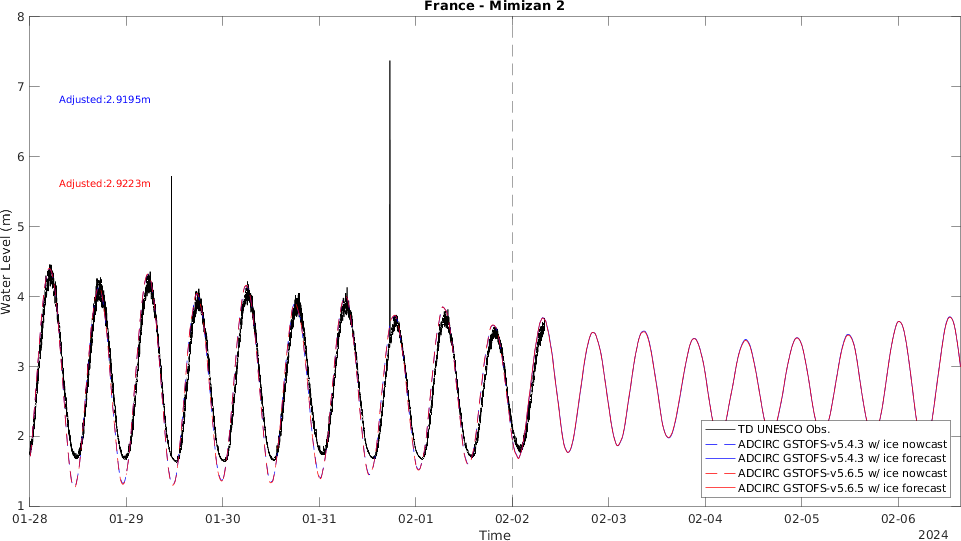 France - Mimizan 2
8
7
6
5
4
3
2
1
Water Level (m)
Adjusted:2.9195m
Adjusted:2.9223m
TD UNESCO Obs.
ADCIRC GSTOFS-v5.4.3 w/ ice nowcast
ADCIRC GSTOFS-v5.4.3 w/ ice forecast
ADCIRC GSTOFS-v5.6.5 w/ ice nowcast
ADCIRC GSTOFS-v5.6.5 w/ ice forecast
01-28 01-29 01-30 01-31 02-01 02-02 02-03 02-04 02-05 02-06
Time
2024